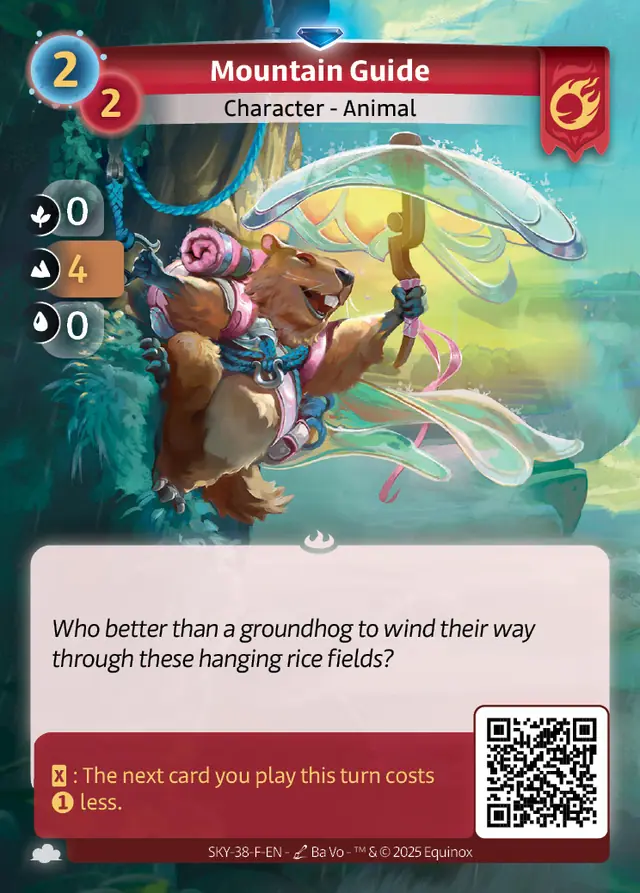 2
Mountain Guide
2
Character - Animal
0
4
0
Who better than a groundhog to wind their way
through these hanging rice fields?
X : The next card you play this turn costs
1 less.
SKY-38-F-EN - Ba Vo - ™ & © 2025 Equinox